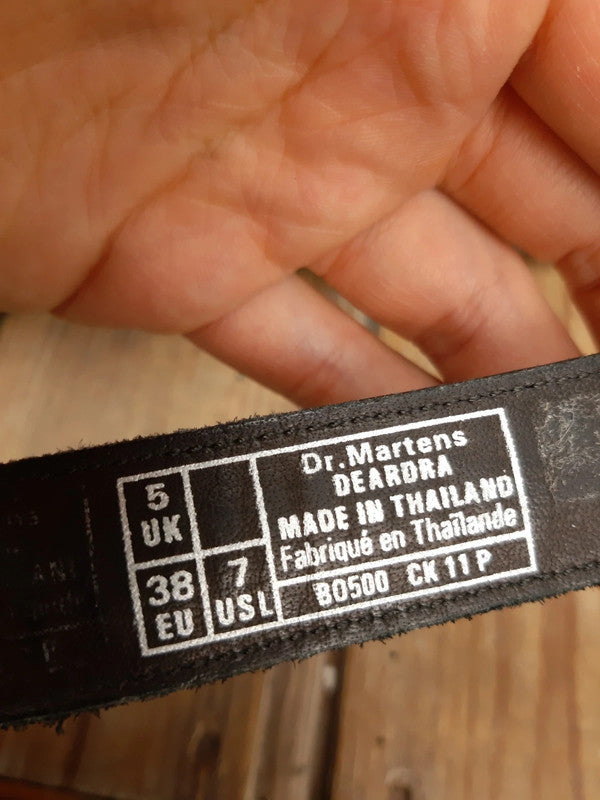 5
UK
38
EU
7
USL
Dr.Martens
DEARDRA
MADE IN THAILAND
Fabriqué en Thaïlande
BO500 CK 11 P